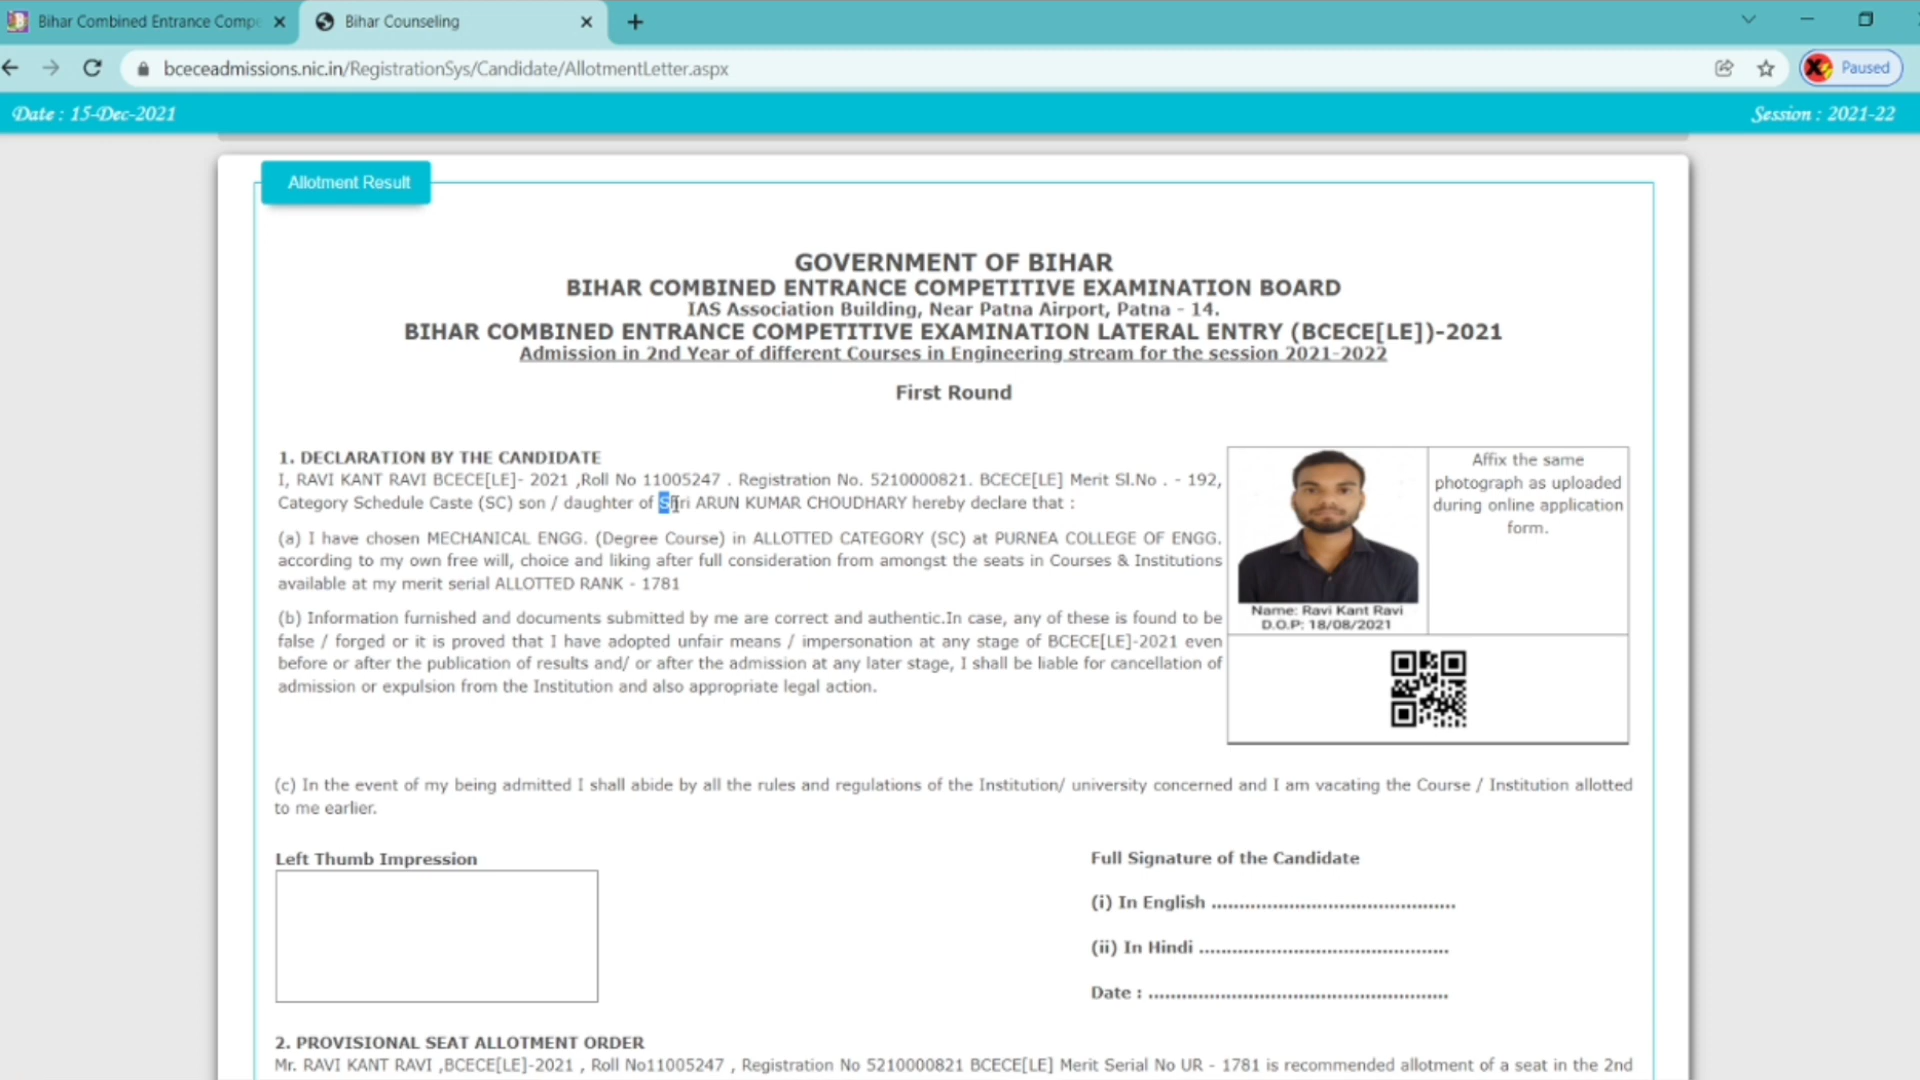 Bihar Combined Entrance Compe
Bihar Counseling
bceceadmissions.nic.in/RegistrationSys/Candidate/AllotmentLetter.aspx
Paused
Date : 15-Dec-2021
Session : 2021-22
Allotment Result
GOVERNMENT OF BIHAR
BIHAR COMBINED ENTRANCE COMPETITIVE EXAMINATION BOARD
IAS Association Building, Near Patna Airport, Patna - 14.
BIHAR COMBINED ENTRANCE COMPETITIVE EXAMINATION LATERAL ENTRY (BCECE[LE])-2021
Admission in 2nd Year of different Courses in Engineering stream for the session 2021-2022
First Round
1. DECLARATION BY THE CANDIDATE
I, RAVI KANT RAVI BCECE[LE]- 2021 ,Roll No 11005247 . Registration No. 5210000821. BCECE[LE] Merit Sl.No . - 192,
Category Schedule Caste (SC) son / daughter of Shri ARUN KUMAR CHOUDHARY hereby declare that :
(a) I have chosen MECHANICAL ENGG. (Degree Course) in ALLOTTED CATEGORY (SC) at PURNEA COLLEGE OF ENGG.
according to my own free will, choice and liking after full consideration from amongst the seats in Courses & Institutions
available at my merit serial ALLOTTED RANK - 1781
(b) Information furnished and documents submitted by me are correct and authentic.In case, any of these is found to be
false / forged or it is proved that I have adopted unfair means / impersonation at any stage of BCECE[LE]-2021 even
before or after the publication of results and/ or after the admission at any later stage, I shall be liable for cancellation of
admission or expulsion from the Institution and also appropriate legal action.
Name: Ravi Kant Ravi
D.O.P: 18/08/2021
Affix the same
photograph as uploaded
during online application
form.
(c) In the event of my being admitted I shall abide by all the rules and regulations of the Institution/ university concerned and I am vacating the Course / Institution allotted
to me earlier.
Left Thumb Impression
Full Signature of the Candidate
(i) In English ............................................
(ii) In Hindi .............................................
Date : ......................................................
2. PROVISIONAL SEAT ALLOTMENT ORDER
Mr. RAVI KANT RAVI ,BCECE[LE]-2021 , Roll No11005247 , Registration No 5210000821 BCECE[LE] Merit Serial No UR - 1781 is recommended allotment of a seat in the 2nd